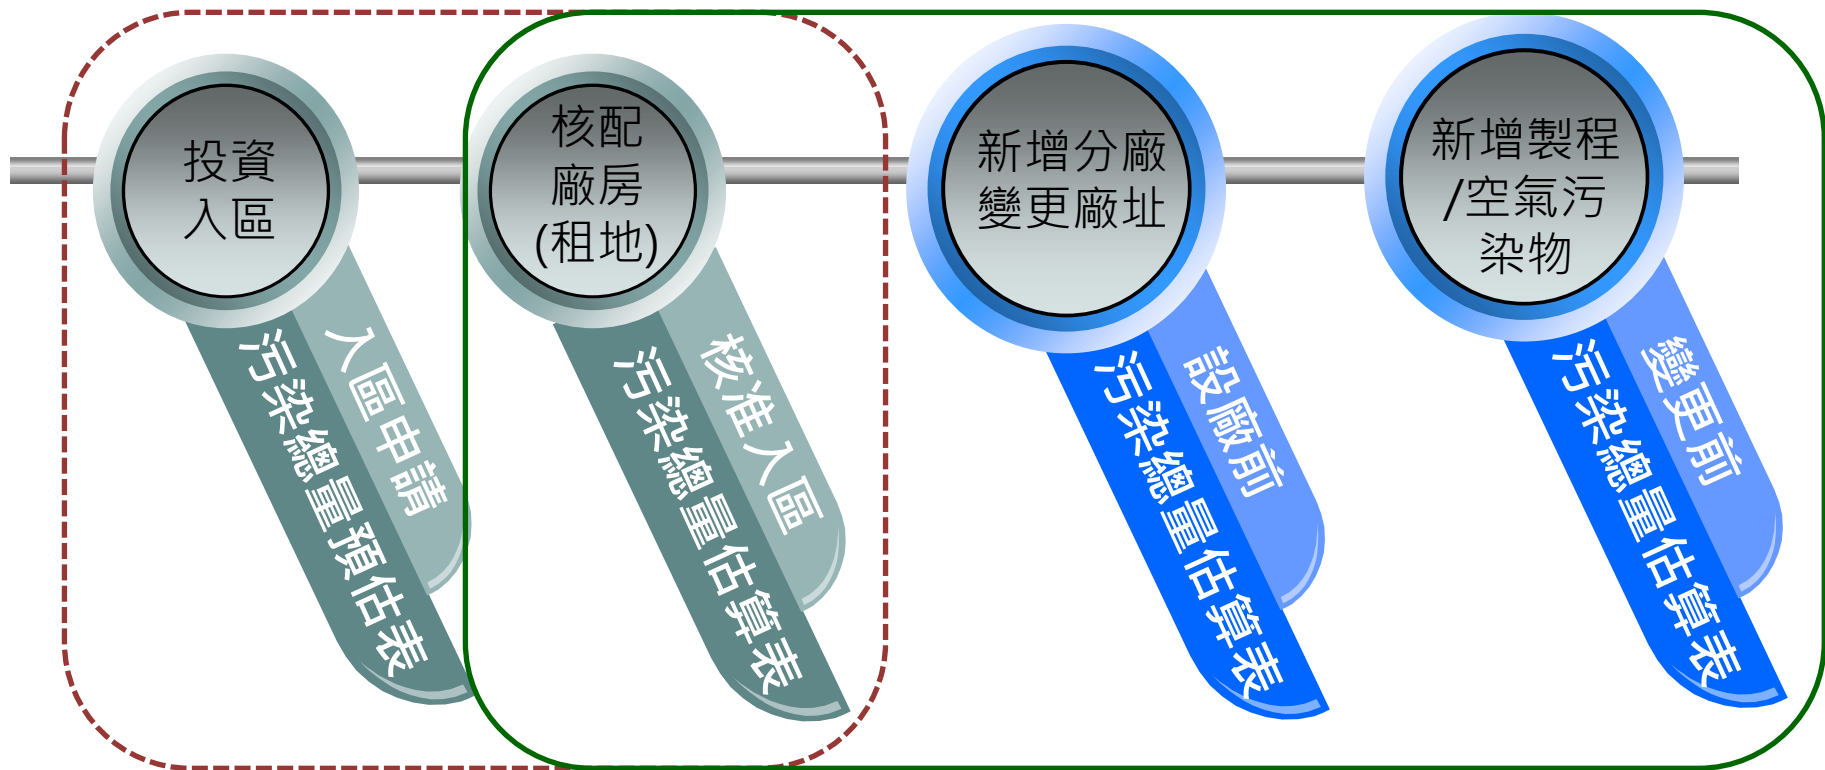 投資
入區
入區申請
污染總量預估表
核配
廠房
(租地)
核准入區
污染總量估算表
新增分廠
變更廠址
設廠前
污染總量估算表
新增製程
/空氣污
染物
變更前
污染總量估算表